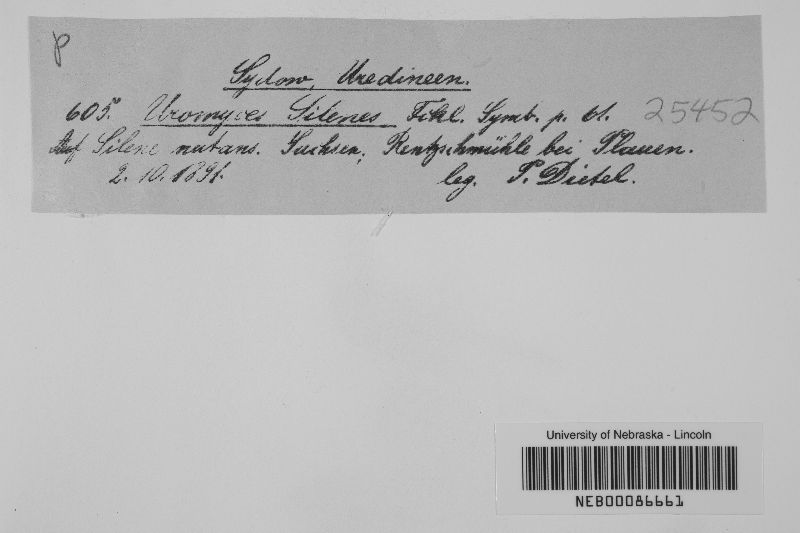 P
Sydow, Uredineen.
605. Uromyces Silenes Fckl. Symb. p. 61. 25452
Auf Silene nutans. Sachsen; Rentzschmühle bei Plauen.
2. 10. 1891. leg. P. Dietel.
University of Nebraska - Lincoln
NEB00086661